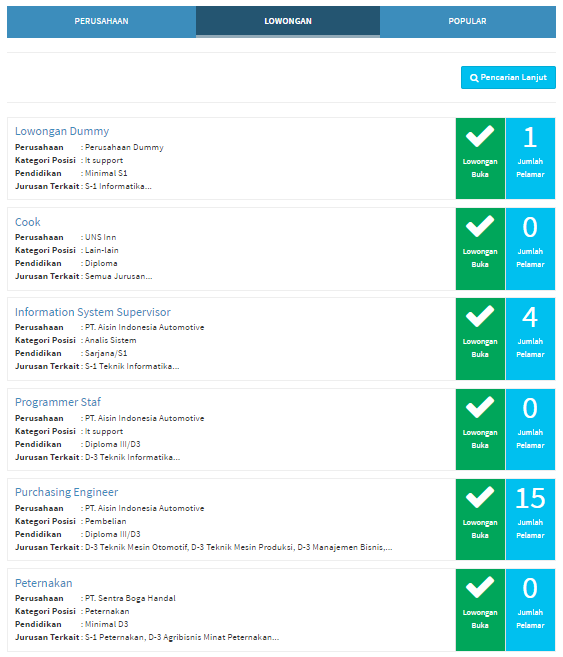 PERUSAHAAN LOWONGAN POPULAR
Pencarian Lanjut
Lowongan Dummy
Perusahaan : Perusahaan Dummy
Kategori Posisi : It support
Pendidikan : Minimal S1
Jurusan Terkait : S-1 Informatika...
Lowongan Buka
1
Jumlah Pelamar
Cook
Perusahaan : UNS Inn
Kategori Posisi : Lain-lain
Pendidikan : Diploma
Jurusan Terkait : Semua Jurusan...
Lowongan Buka
0
Jumlah Pelamar
Information System Supervisor
Perusahaan : PT. Aisin Indonesia Automotive
Kategori Posisi : Analis Sistem
Pendidikan : Sarjana/S1
Jurusan Terkait : S-1 Teknik Informatika...
Lowongan Buka
4
Jumlah Pelamar
Programmer Staf
Perusahaan : PT. Aisin Indonesia Automotive
Kategori Posisi : It support
Pendidikan : Diploma III/D3
Jurusan Terkait : D-3 Teknik Informatika...
Lowongan Buka
0
Jumlah Pelamar
Purchasing Engineer
Perusahaan : PT. Aisin Indonesia Automotive
Kategori Posisi : Pembelian
Pendidikan : Diploma III/D3
Jurusan Terkait : D-3 Teknik Mesin Otomotif, D-3 Teknik Mesin Produksi, D-3 Manajemen Bisnis,...
Lowongan Buka
15
Jumlah Pelamar
Peternakan
Perusahaan : PT. Sentra Boga Handal
Kategori Posisi : Peternakan
Pendidikan : Minimal D3
Jurusan Terkait : S-1 Peternakan, D-3 Agribisnis Minat Peternakan...
Lowongan Buka
0
Jumlah Pelamar